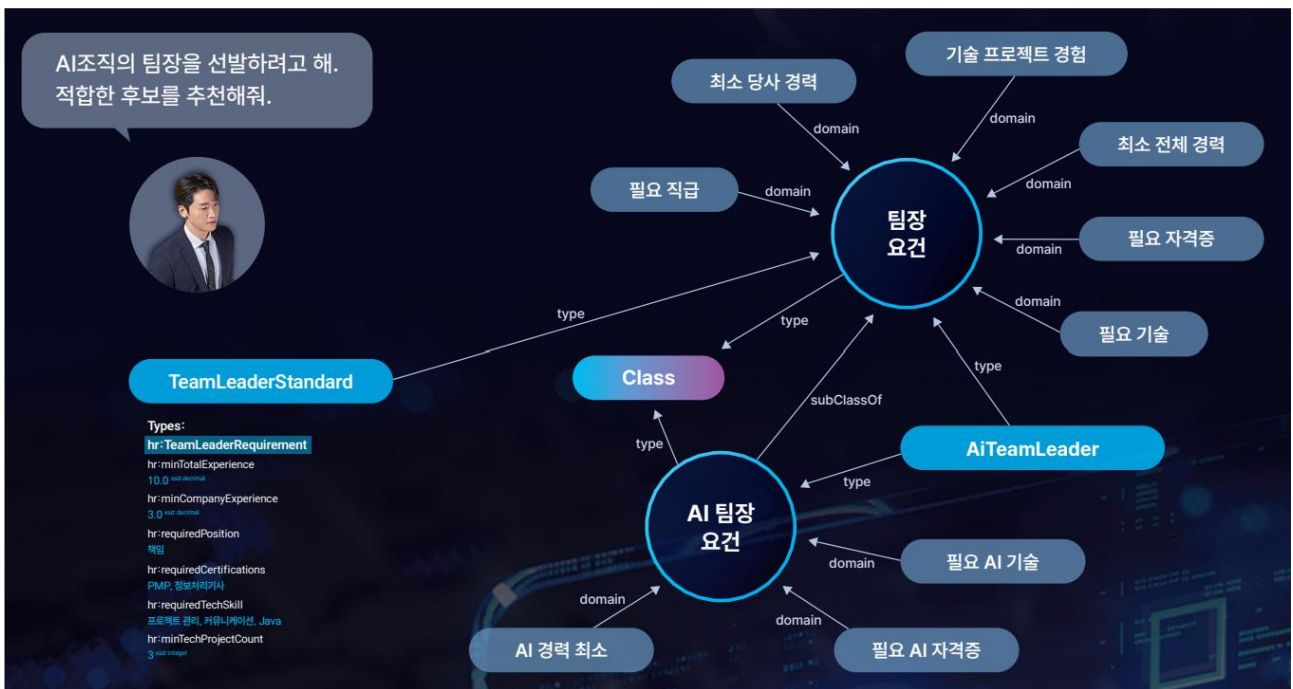 AI조직의 팀장을 선발하려고 해.
적합한 후보를 추천해줘.
기술 프로젝트 경험
최소 당사 경력
domain
domain
최소 전체 경력
domain
필요 직급
domain
팀장
요건
domain
필요 자격증
domain
필요 기술
type
type
type
TeamLeaderStandard
Class
subClassOf
Types:
hr:TeamLeaderRequirement
hr:minTotalExperience
10.0 xsd:decimal
hr:minCompanyExperience
3.0 xsd:decimal
hr:requiredPosition
책임
hr:requiredCertifications
PMP, 정보처리기사
hr:requiredTechSkill
프로젝트 관리, 커뮤니케이션, Java
hr:minTechProjectCount
3 xsd:integer
type
AiTeamLeader
type
AI 팀장
요건
domain
필요 AI 기술
domain
domain
AI 경력 최소
필요 AI 자격증